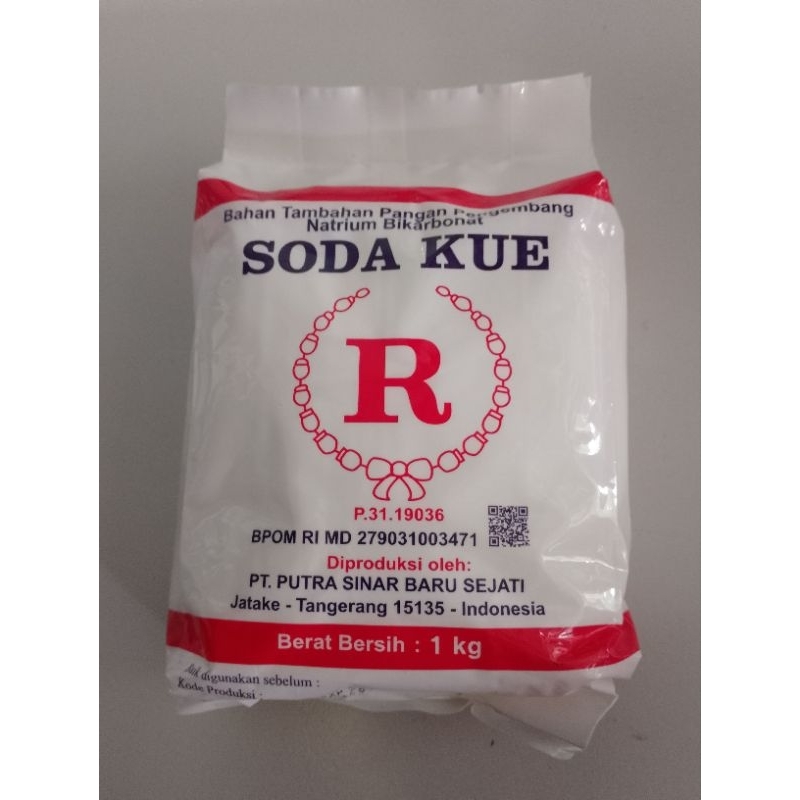 Bahan Tambahan Pangan Pengembang
Natrium Bikarbonat
SODA KUE
R
P.31.19036
BPOM RI MD 279031003471
Diproduksi oleh:
PT. PUTRA SINAR BARU SEJATI
Jatake - Tangerang 15135 - Indonesia
Berat Bersih : 1 kg
digunakan sebelum :
Kode Produksi :